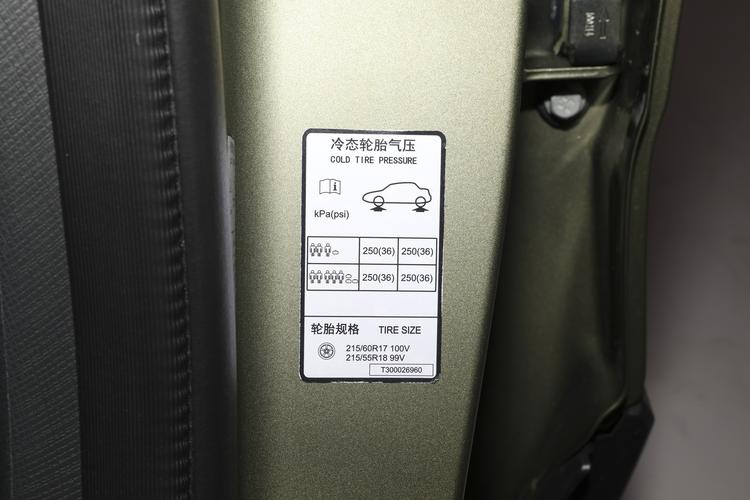 冷态轮胎气压
COLD TIRE PRESSURE
kPa(psi)
250(36) 250(36)
250(36) 250(36)
轮胎规格 TIRE SIZE
215/60R17 100V
215/55R18 99V
T300026960